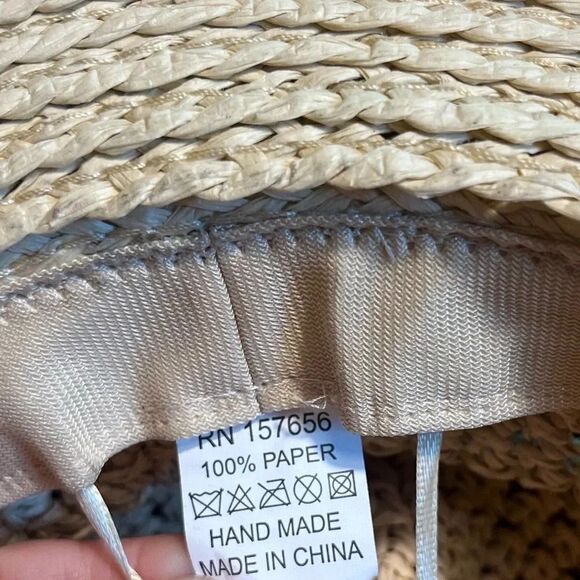 RN 157656
100% PAPER
HAND MADE
MADE IN CHINA